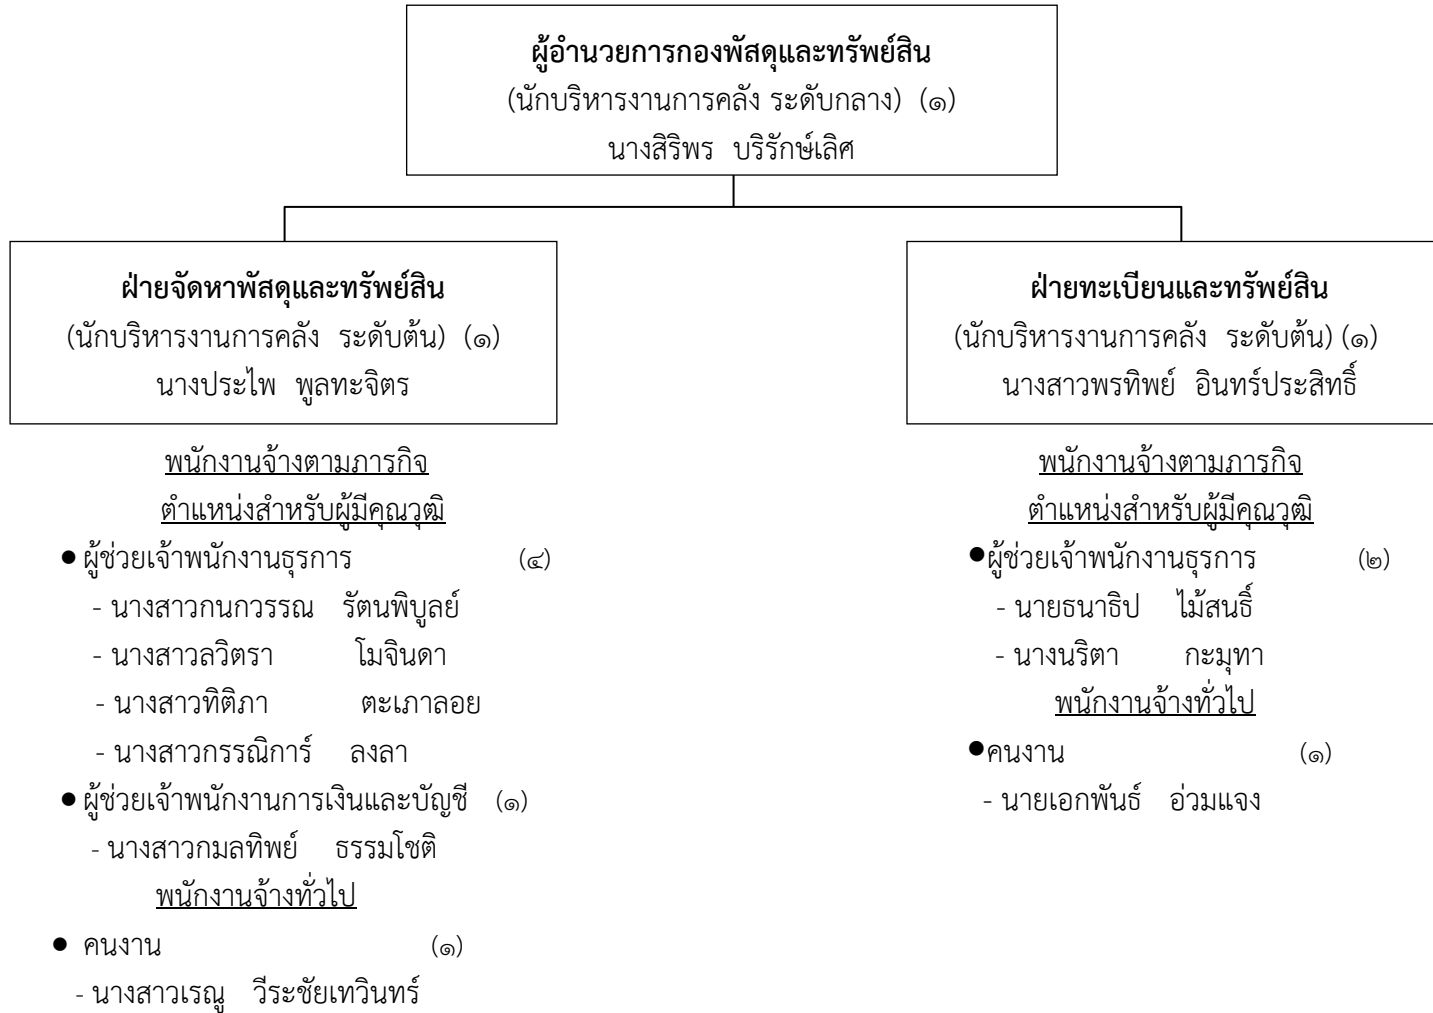 ผู้อำนวยการกองพัสดุและทรัพย์สิน
(นักบริหารงานการคลัง ระดับกลาง) (๑)
นางสิริพร บริรักษ์เลิศ
ฝ่ายจัดหาพัสดุและทรัพย์สิน
(นักบริหารงานการคลัง ระดับต้น) (๑)
นางประไพ พูลทะจิตร
พนักงานจ้างตามภารกิจ
ตำแหน่งสำหรับผู้มีคุณวุฒิ
● ผู้ช่วยเจ้าพนักงานธุรการ (๔)
- นางสาวกนกวรรณ รัตนพิบูลย์
- นางสาวลวิตรา โมจินดา
- นางสาวทิติภา ตะเภาลอย
- นางสาวกรรณิการ์ ลงลา
● ผู้ช่วยเจ้าพนักงานการเงินและบัญชี (๑)
- นางสาวกมลทิพย์ ธรรมโชติ
พนักงานจ้างทั่วไป
● คนงาน (๑)
- นางสาวเรณู วีระชัยเทวินทร์
ฝ่ายทะเบียนและทรัพย์สิน
(นักบริหารงานการคลัง ระดับต้น) (๑)
นางสาวพรทิพย์ อินทร์ประสิทธิ์
พนักงานจ้างตามภารกิจ
ตำแหน่งสำหรับผู้มีคุณวุฒิ
●ผู้ช่วยเจ้าพนักงานธุรการ (๒)
- นายธนาธิป ไม้สนธิ์
- นางนริตา กะมุทา
พนักงานจ้างทั่วไป
●คนงาน (๑)
- นายเอกพันธ์ อ่วมแจง